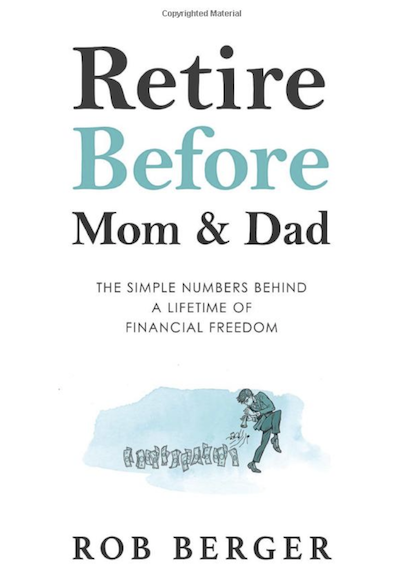 Copyrighted Material
Retire
Before
Mom & Dad
THE SIMPLE NUMBERS BEHIND
A LIFETIME OF
FINANCIAL FREEDOM
ROB BERGER